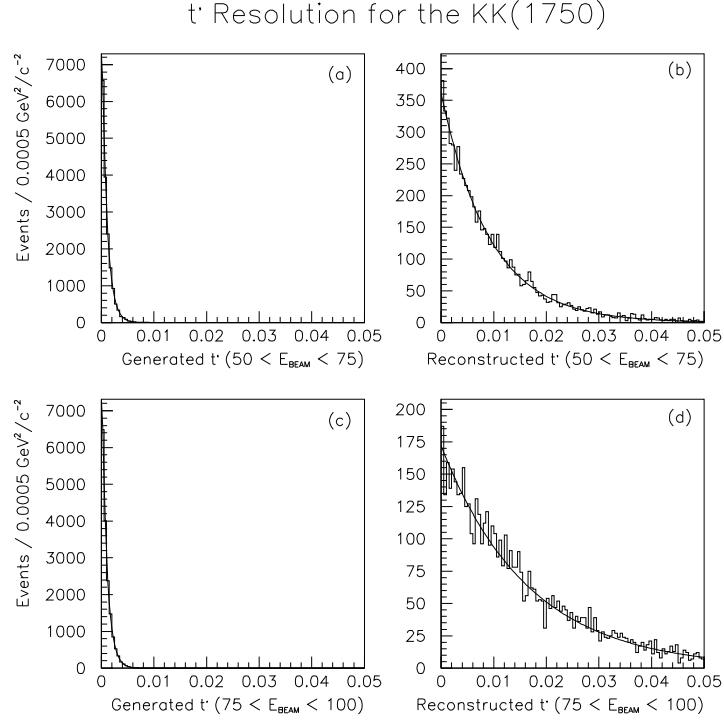 t' Resolution for the KK(1750)
(a)
Events / 0.0005 GeV²/c⁻²
7000
6000
5000
4000
3000
2000
1000
0
0 0.01 0.02 0.03 0.04 0.05
Generated t' (50 < E_BEAM < 75)
(b)
400
350
300
250
200
150
100
50
0
0 0.01 0.02 0.03 0.04 0.05
Reconstructed t' (50 < E_BEAM < 75)
(c)
Events / 0.0005 GeV²/c⁻²
7000
6000
5000
4000
3000
2000
1000
0
0 0.01 0.02 0.03 0.04 0.05
Generated t' (75 < E_BEAM < 100)
(d)
200
175
150
125
100
75
50
25
0
0 0.01 0.02 0.03 0.04 0.05
Reconstructed t' (75 < E_BEAM < 100)